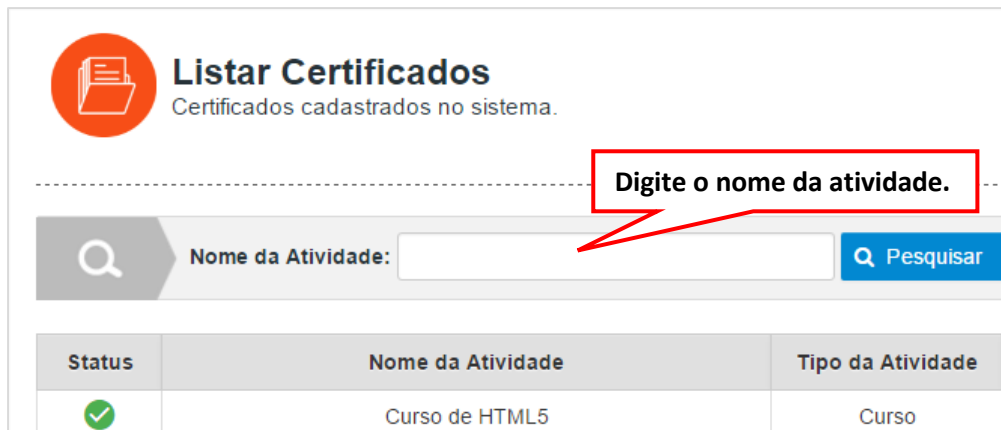 Listar Certificados
Certificados cadastrados no sistema.
Digite o nome da atividade.
Nome da Atividade:
Pesquisar
Status Nome da Atividade Tipo da Atividade
Curso de HTML5 Curso